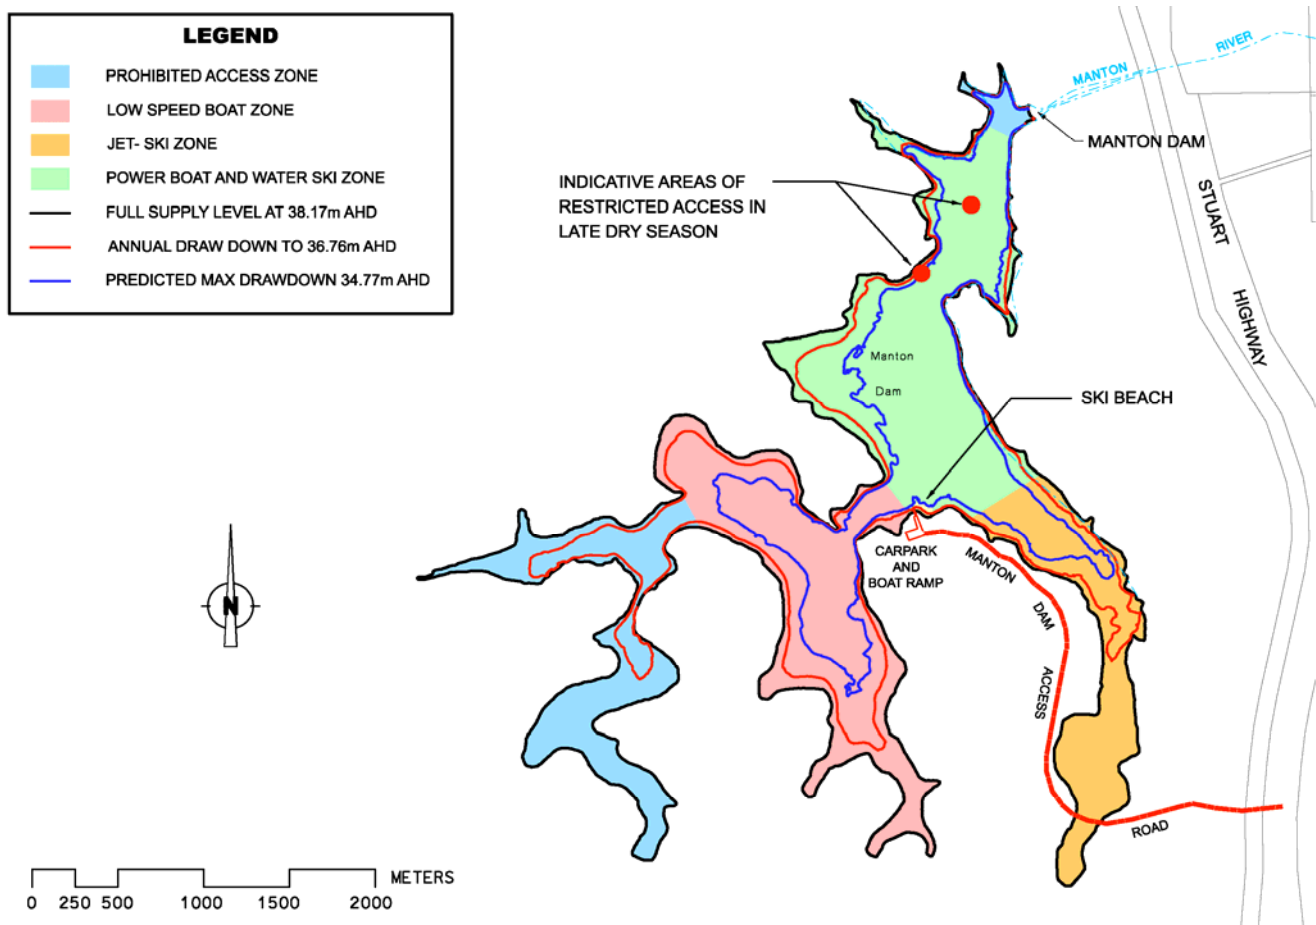 LEGEND
PROHIBITED ACCESS ZONE
LOW SPEED BOAT ZONE
JET- SKI ZONE
POWER BOAT AND WATER SKI ZONE
FULL SUPPLY LEVEL AT 38.17m AHD
ANNUAL DRAW DOWN TO 36.76m AHD
PREDICTED MAX DRAWDOWN 34.77m AHD
MANTON RIVER
MANTON DAM
INDICATIVE AREAS OF
RESTRICTED ACCESS IN
LATE DRY SEASON
STUART HIGHWAY
Manton
Dam
SKI BEACH
CARPARK
AND
BOAT RAMP
MANTON DAM ACCESS ROAD
N
METERS
0 250 500 1000 1500 2000